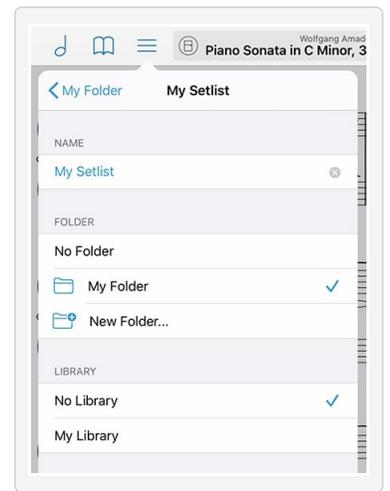 Wolfgang Amad
Piano Sonata in C Minor, 3
My Folder
My Setlist
NAME
My Setlist
FOLDER
No Folder
My Folder
New Folder...
LIBRARY
No Library
My Library